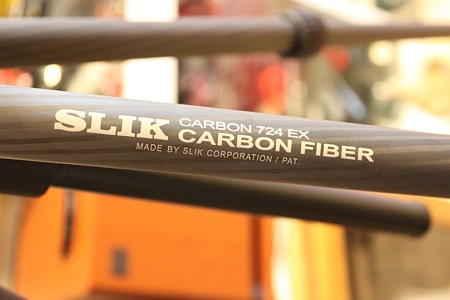 SLIK CARBON 724 EX
CARBON FIBER
MADE BY SLIK CORPORATION / PAT.